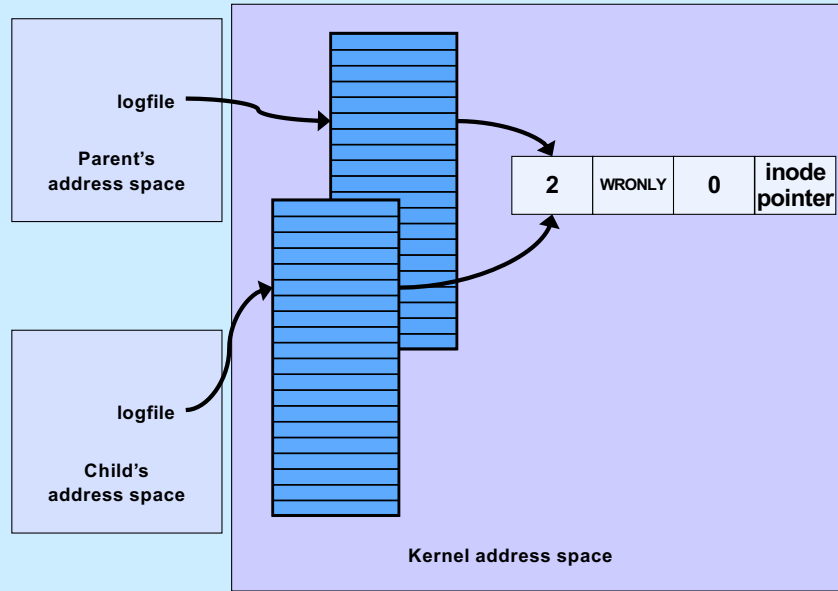 logfile
Parent’s
address space
2
WRONLY
0
inode
pointer
logfile
Child’s
address space
Kernel address space